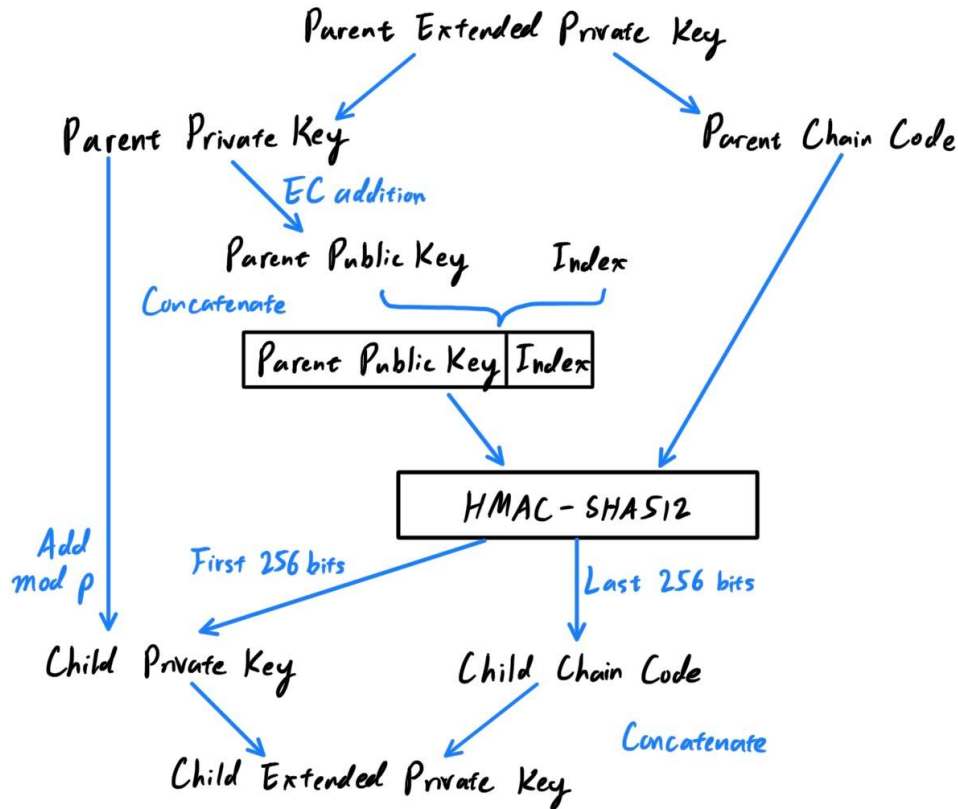 Parent Extended Private Key
Parent Private Key
Parent Chain Code
EC addition
Parent Public Key
Index
Concatenate
Parent Public Key
Index
HMAC-SHA512
Add
mod p
First 256 bits
Last 256 bits
Child Private Key
Child Chain Code
Concatenate
Child Extended Private Key